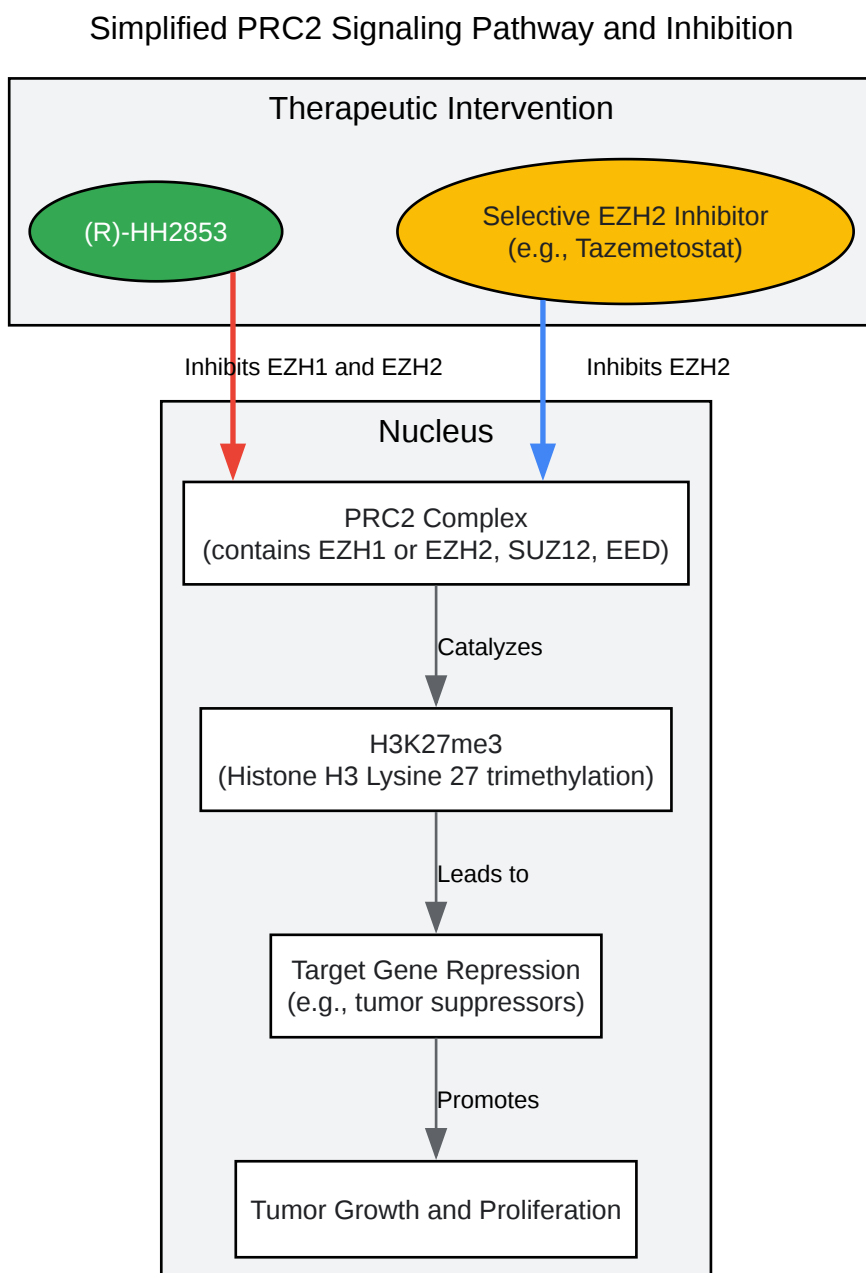 Simplified PRC2 Signaling Pathway and Inhibition
Therapeutic Intervention
(R)-HH2853
Selective EZH2 Inhibitor
(e.g., Tazemetostat)
Inhibits EZH1 and EZH2
Inhibits EZH2
Nucleus
PRC2 Complex
(contains EZH1 or EZH2, SUZ12, EED)
Catalyzes
H3K27me3
(Histone H3 Lysine 27 trimethylation)
Leads to
Target Gene Repression
(e.g., tumor suppressors)
Promotes
Tumor Growth and Proliferation